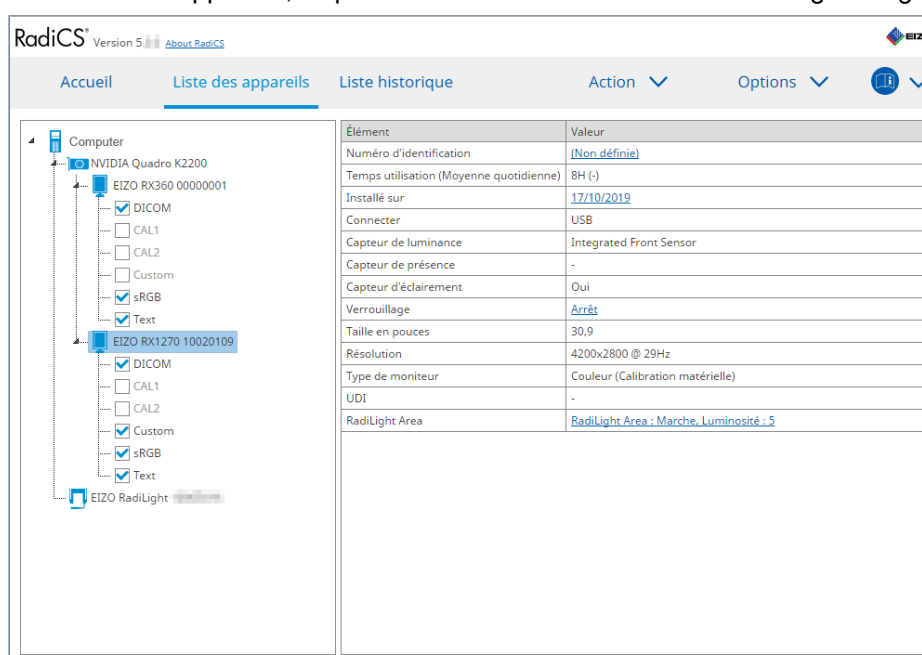 RadiCS® Version 5. About RadiCS
EIZ
Accueil Liste des appareils Liste historique Action Options
Computer
NVIDIA Quadro K2200
EIZO RX360 00000001
DICOM
CAL1
CAL2
Custom
sRGB
Text
EIZO RX1270 10020109
DICOM
CAL1
CAL2
Custom
sRGB
Text
EIZO RadiLight
Élément Valeur
Numéro d'identification (Non définie)
Temps utilisation (Moyenne quotidienne) 8H (-)
Installé sur 17/10/2019
Connecter USB
Capteur de luminance Integrated Front Sensor
Capteur de présence -
Capteur d'éclairement Oui
Verrouillage Arrêt
Taille en pouces 30,9
Résolution 4200x2800 @ 29Hz
Type de moniteur Couleur (Calibration matérielle)
UDI -
RadiLight Area RadiLight Area : Marche, Luminosité : 5